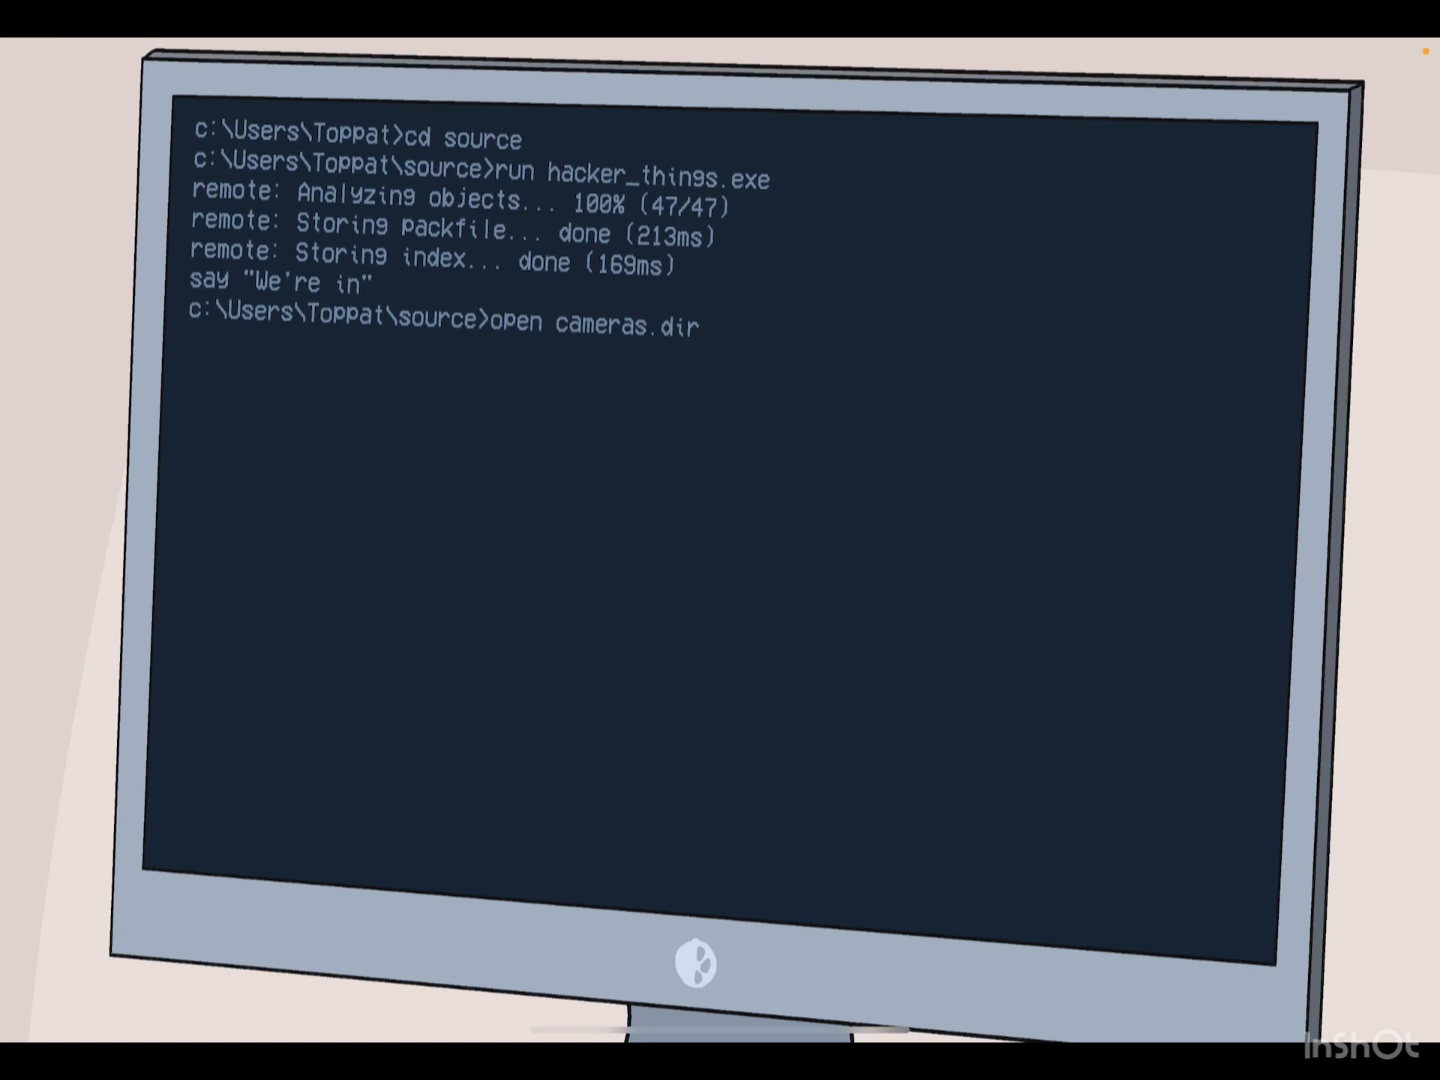 c:\Users\Toppat>cd source
c:\Users\Toppat\source>run hacker_things.exe
remote: Analyzing objects... 100% (47/47)
remote: Storing packfile... done (213ms)
remote: Storing index... done (169ms)
say "We're in"
c:\Users\Toppat\source>open cameras.dir
InShOt